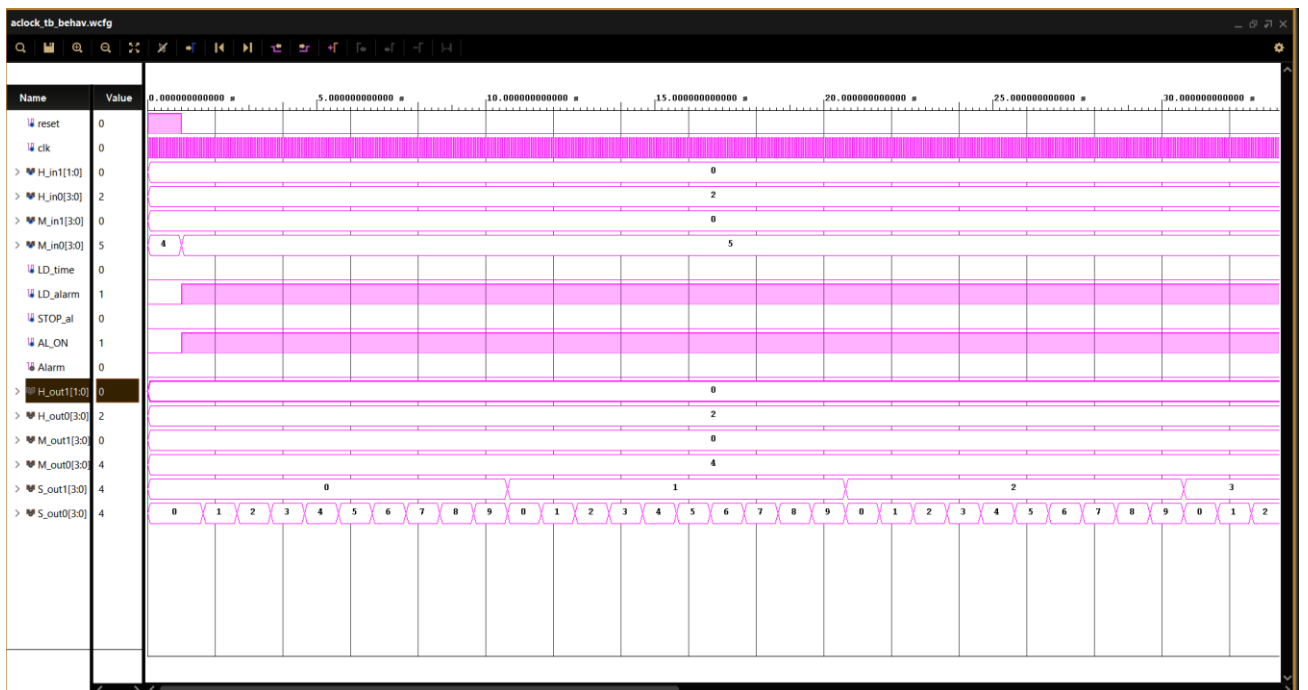 aclock_tb_behav.wcfg
Name Value 0.000000000000 s 5.000000000000 s 10.000000000000 s 15.000000000000 s 20.000000000000 s 25.000000000000 s 30.000000000000 s
reset 0
clk 0
H_in1[1:0] 0 0
H_in0[3:0] 2 2
M_in1[3:0] 0 0
M_in0[3:0] 5 4 5
LD_time 0
LD_alarm 1
STOP_al 0
AL_ON 1
Alarm 0
H_out1[1:0] 0 0
H_out0[3:0] 2 2
M_out1[3:0] 0 0
M_out0[3:0] 4 4
S_out1[3:0] 4 0 1 2 3
S_out0[3:0] 4 0 1 2 3 4 5 6 7 8 9 0 1 2 3 4 5 6 7 8 9 0 1 2 3 4 5 6 7 8 9 0 1 2